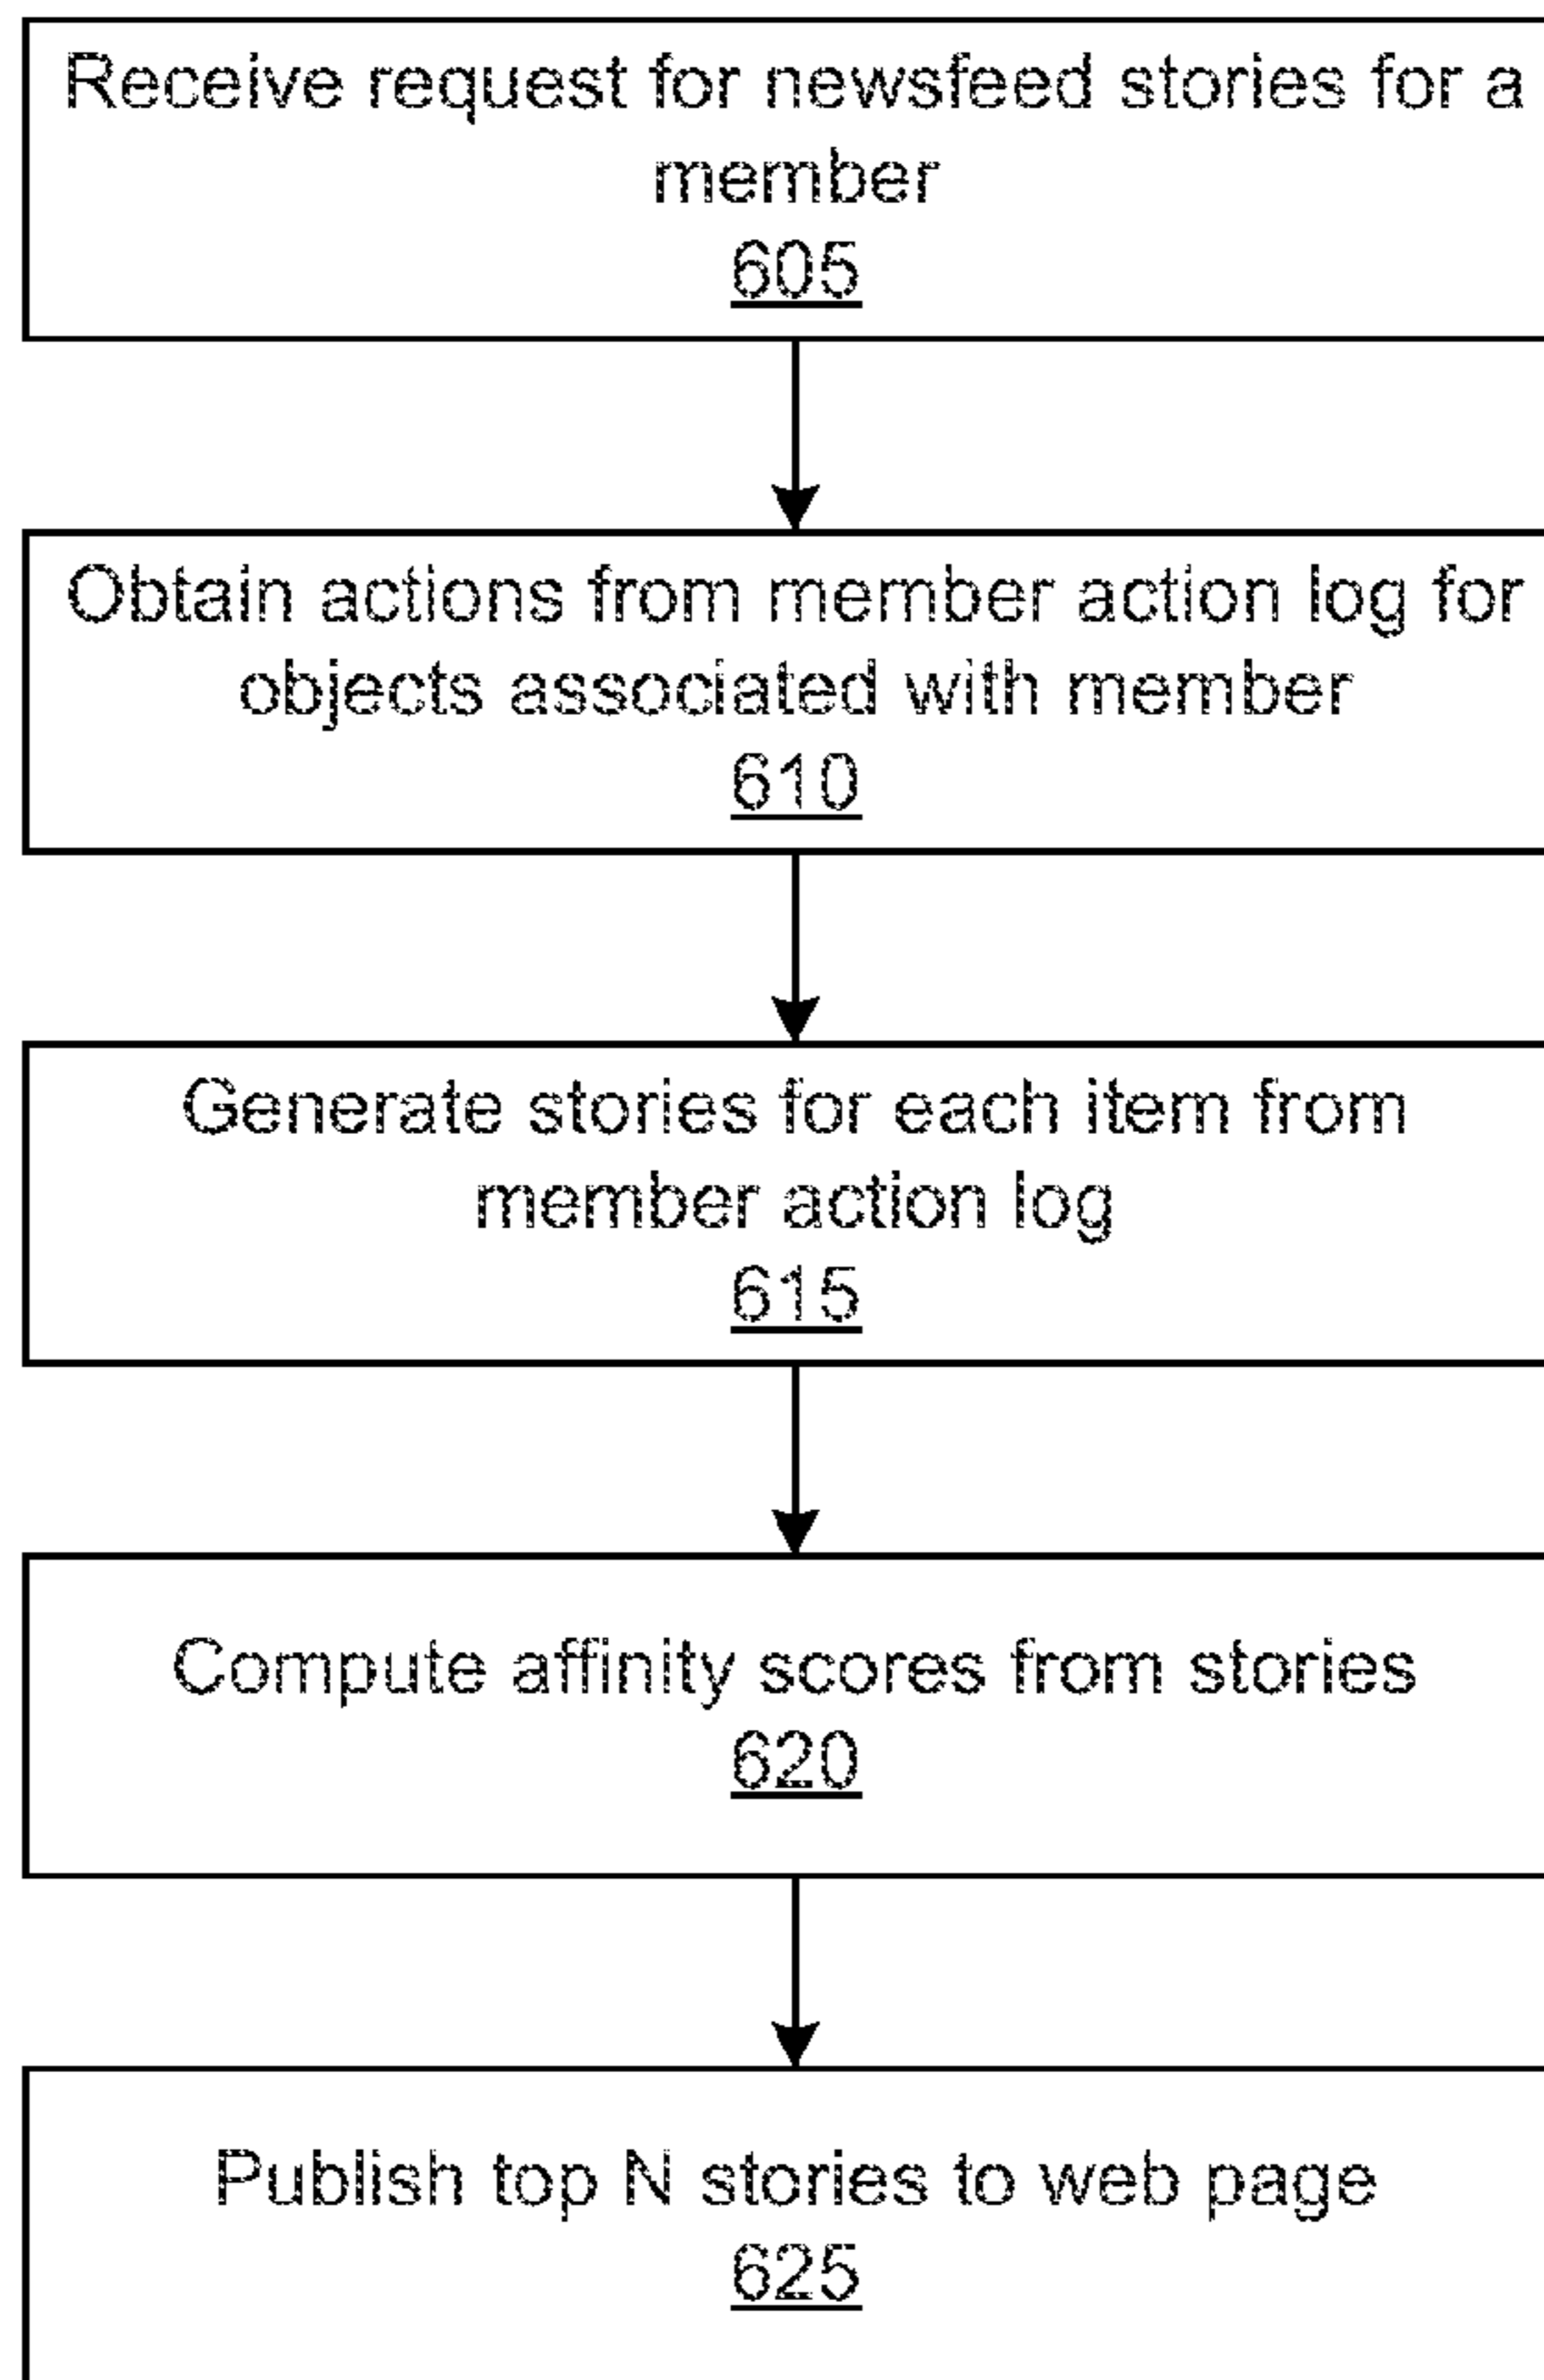 Receive request for newsfeed stories for a
member
605
Obtain actions from member action log for
objects associated with member
610
Generate stories for each item from
member action log
615
Compute affinity scores from stories
620
Publish top N stories to web page
625